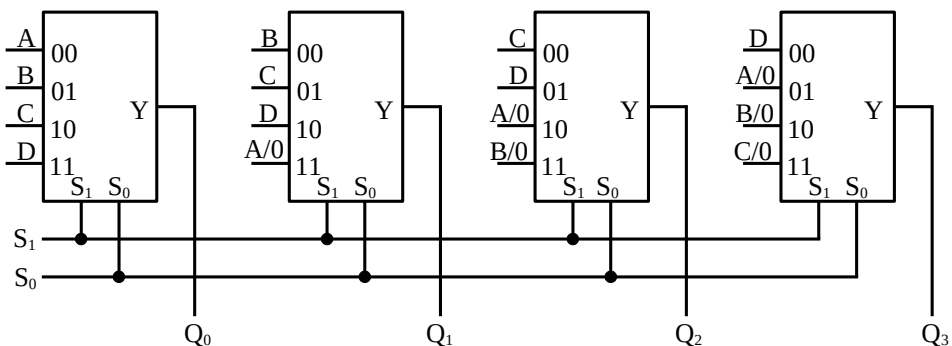 A 00 B 00 C 00 D 00
B 01 C 01 D 01 A/0 01
Y Y Y Y
C 10 D 10 A/0 10 B/0 10
D 11 A/0 11 B/0 11 C/0 11
S₁ S₀ S₁ S₀ S₁ S₀ S₁ S₀
S₁
S₀
Q₀ Q₁ Q₂ Q₃